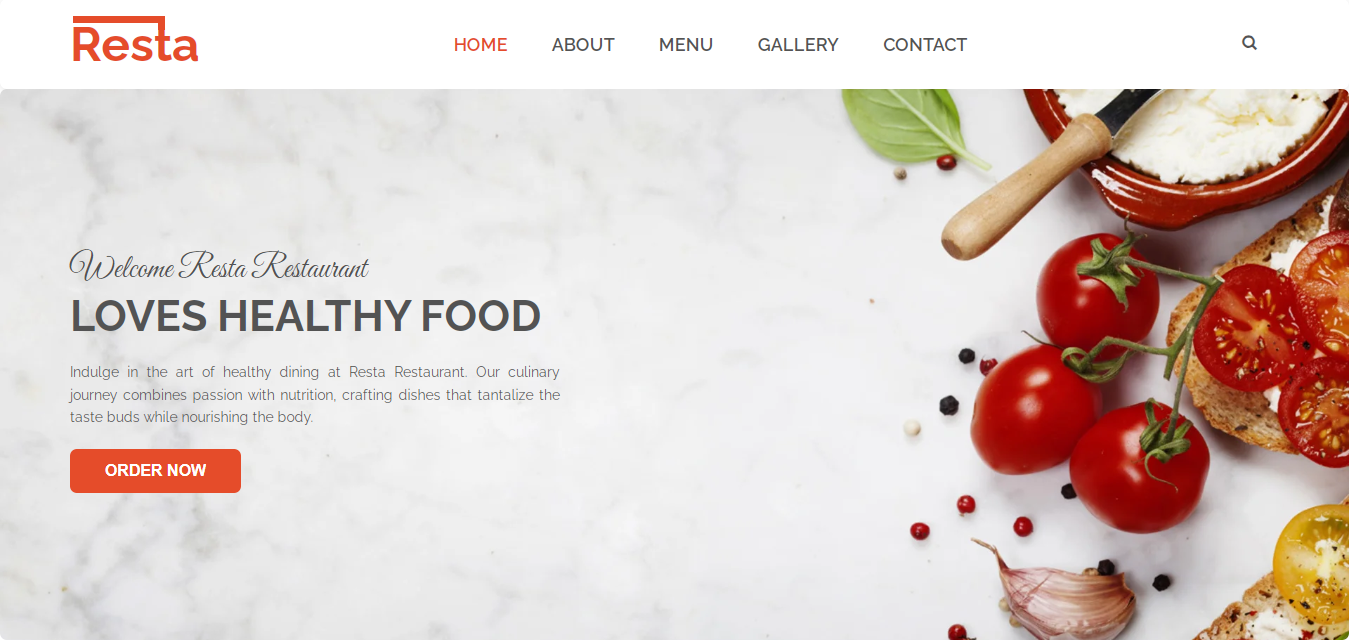 Resta
HOME ABOUT MENU GALLERY CONTACT
Welcome Resta Restaurant
LOVES HEALTHY FOOD
Indulge in the art of healthy dining at Resta Restaurant. Our culinary
journey combines passion with nutrition, crafting dishes that tantalize the
taste buds while nourishing the body.
ORDER NOW